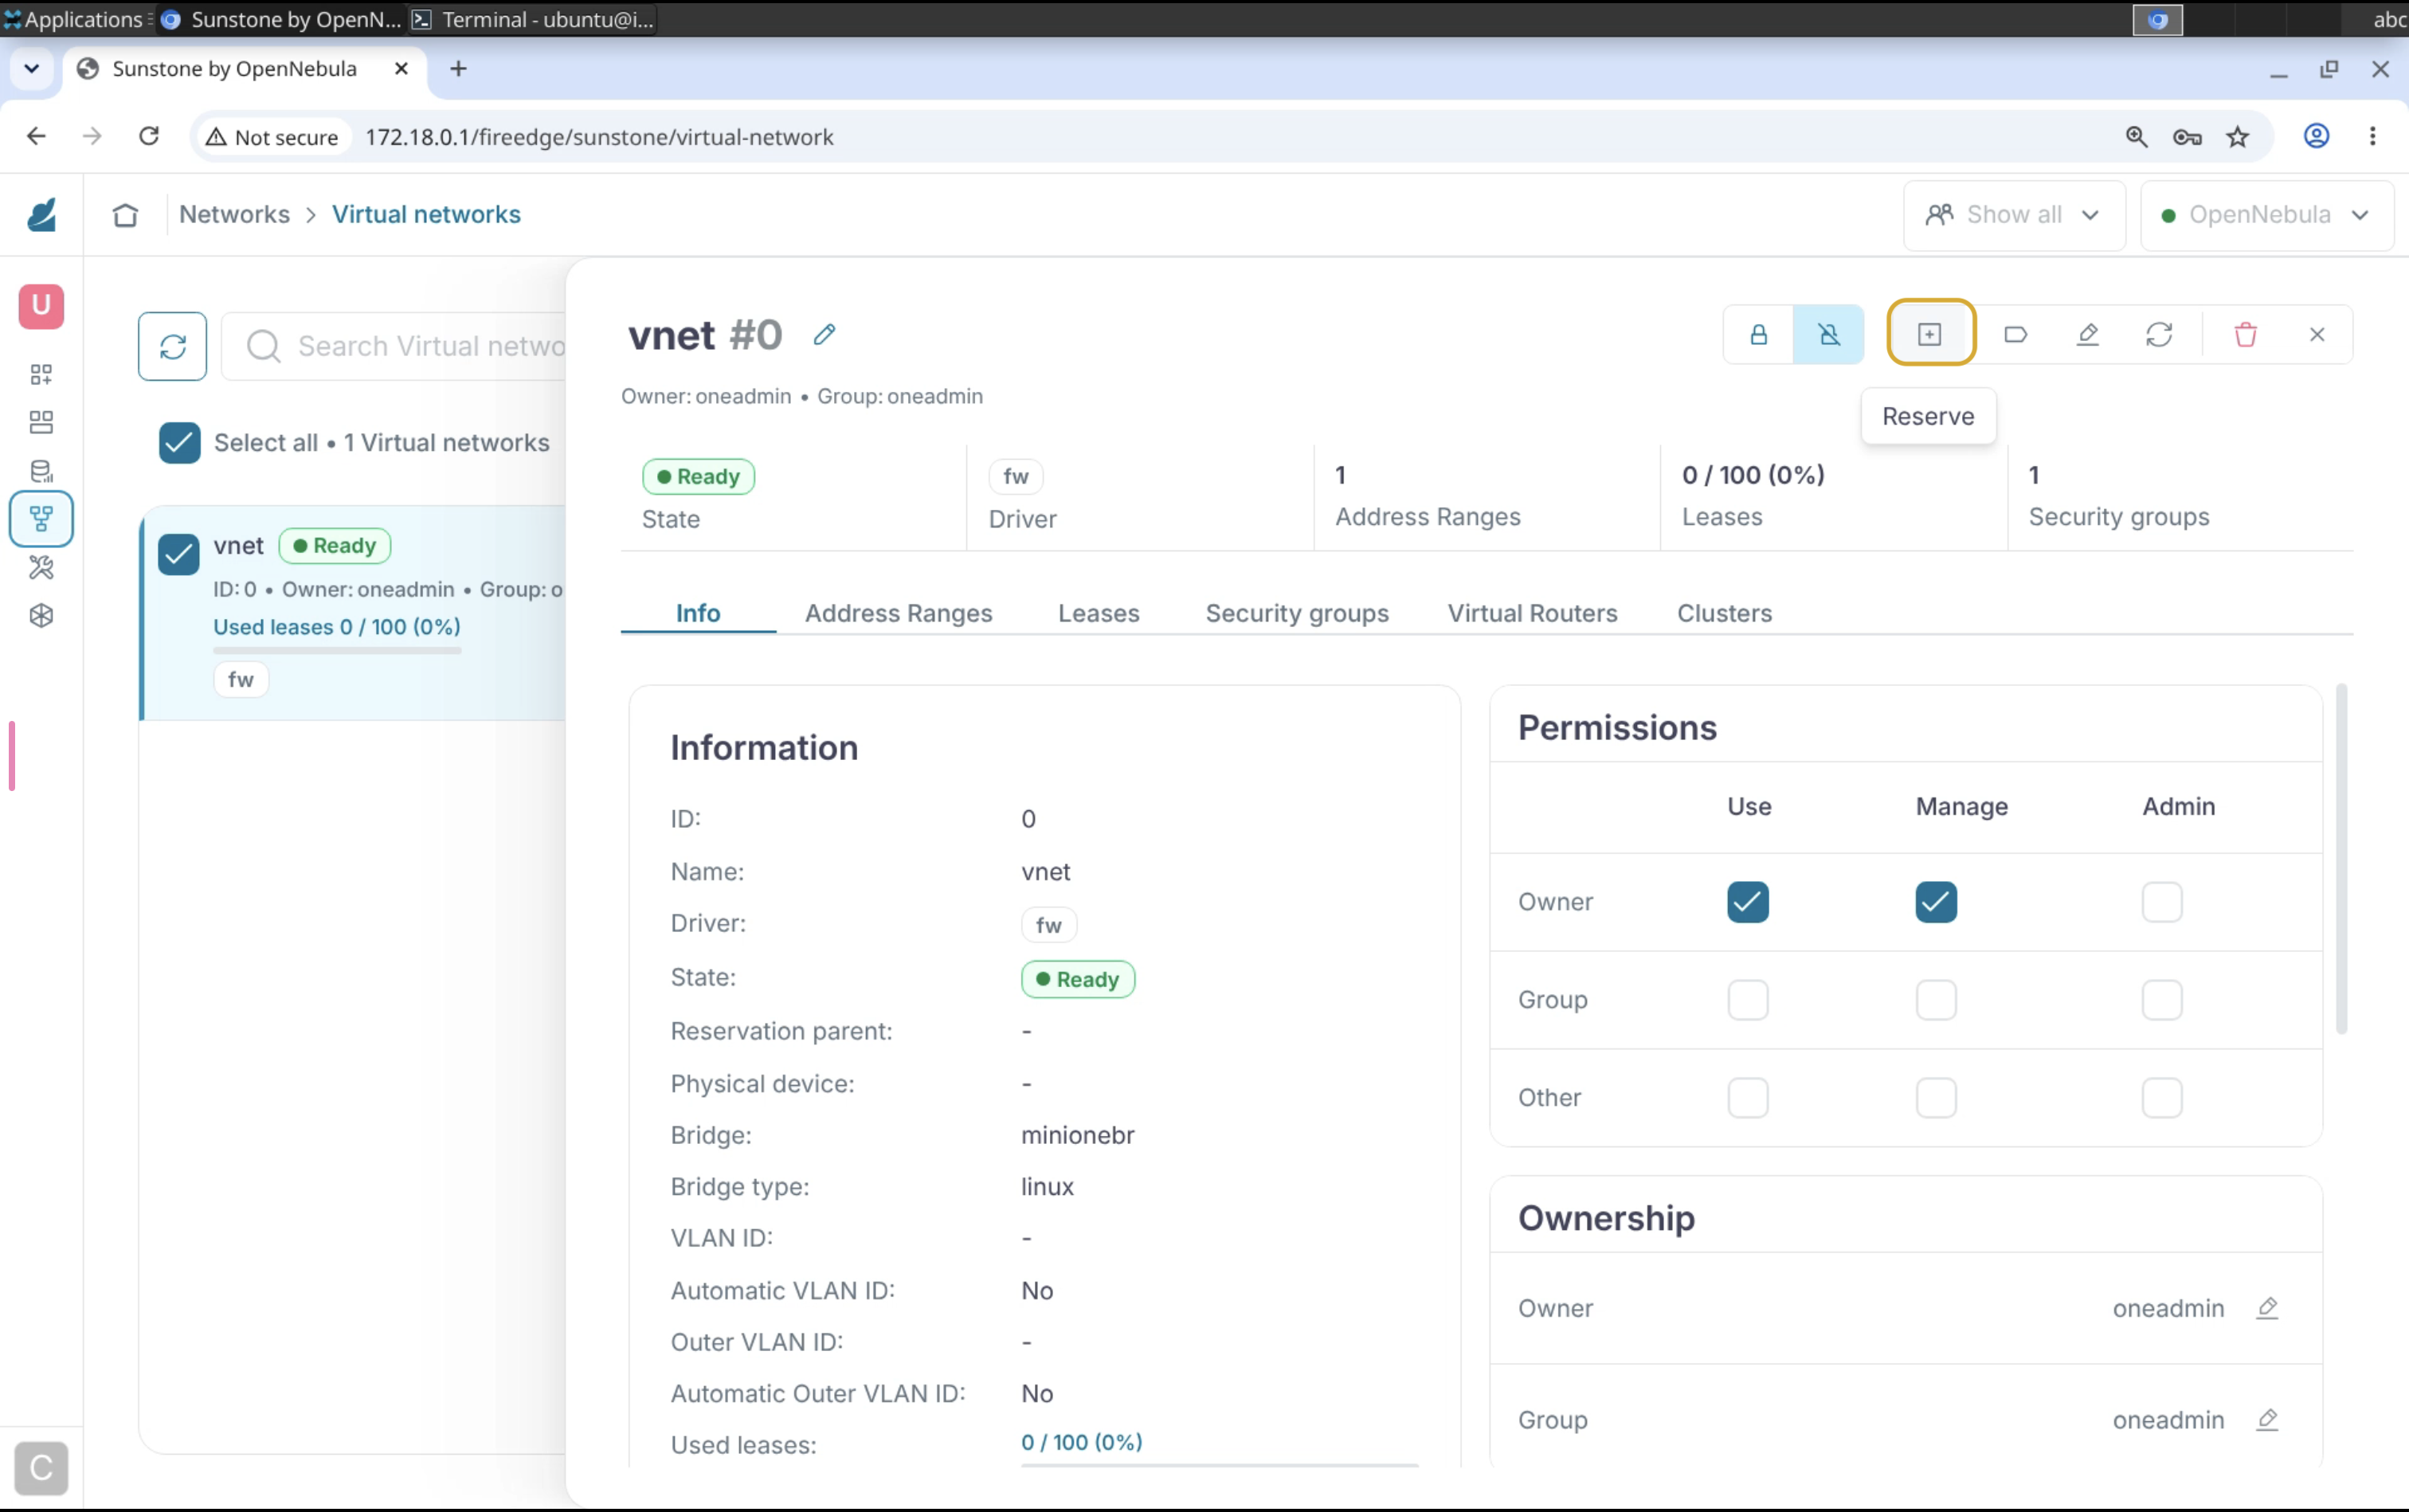 Applications
Sunstone by OpenN...
Terminal - ubuntu@i...
abc
Sunstone by OpenNebula
Not secure
172.18.0.1/fireedge/sunstone/virtual-network
Networks > Virtual networks
Show all
OpenNebula
U
Search Virtual netwo
Select all • 1 Virtual networks
vnet
Ready
ID: 0 • Owner: oneadmin • Group: o
Used leases 0 / 100 (0%)
fw
C
vnet #0
Owner: oneadmin • Group: oneadmin
Reserve
Ready
State
fw
Driver
1
Address Ranges
0 / 100 (0%)
Leases
1
Security groups
Info
Address Ranges
Leases
Security groups
Virtual Routers
Clusters
Information
ID: 0
Name: vnet
Driver: fw
State: Ready
Reservation parent: -
Physical device: -
Bridge: minionebr
Bridge type: linux
VLAN ID: -
Automatic VLAN ID: No
Outer VLAN ID: -
Automatic Outer VLAN ID: No
Used leases: 0 / 100 (0%)
Permissions
Use Manage Admin
Owner
Group
Other
Ownership
Owner oneadmin
Group oneadmin